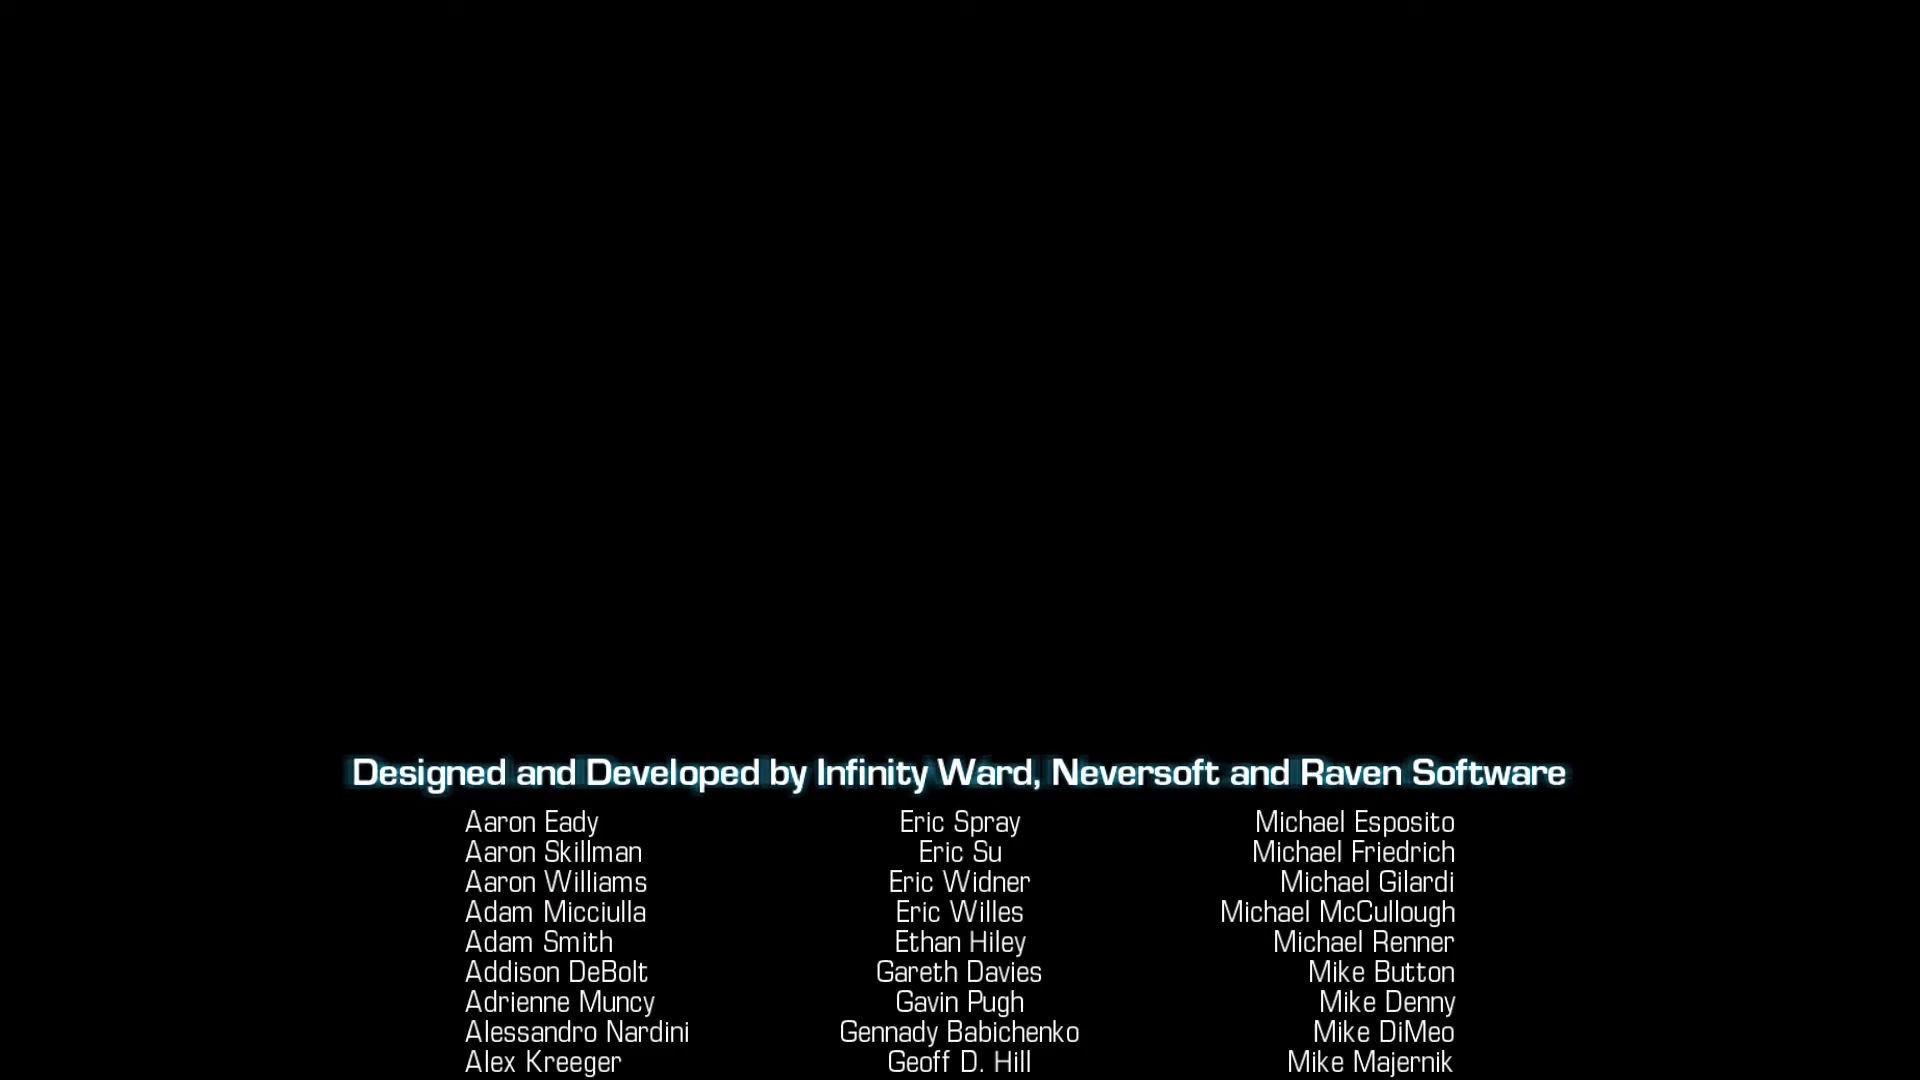 Designed and Developed by Infinity Ward, Neversoft and Raven Software
Aaron Eady Eric Spray Michael Esposito
Aaron Skillman Eric Su Michael Friedrich
Aaron Williams Eric Widner Michael Gilardi
Adam Micciulla Eric Willes Michael McCullough
Adam Smith Ethan Hiley Michael Renner
Addison DeBolt Gareth Davies Mike Button
Adrienne Muncy Gavin Pugh Mike Denny
Alessandro Nardini Gennady Babichenko Mike DiMeo
Alex Kreeger Geoff D. Hill Mike Majernik